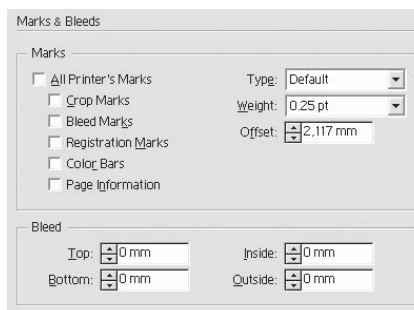 Marks & Bleeds
Marks
All Printer's Marks
Crop Marks
Bleed Marks
Registration Marks
Color Bars
Page Information
Type: Default
Weight: 0.25 pt
Offset: 2,117 mm
Bleed
Top: 0 mm
Bottom: 0 mm
Inside: 0 mm
Outside: 0 mm